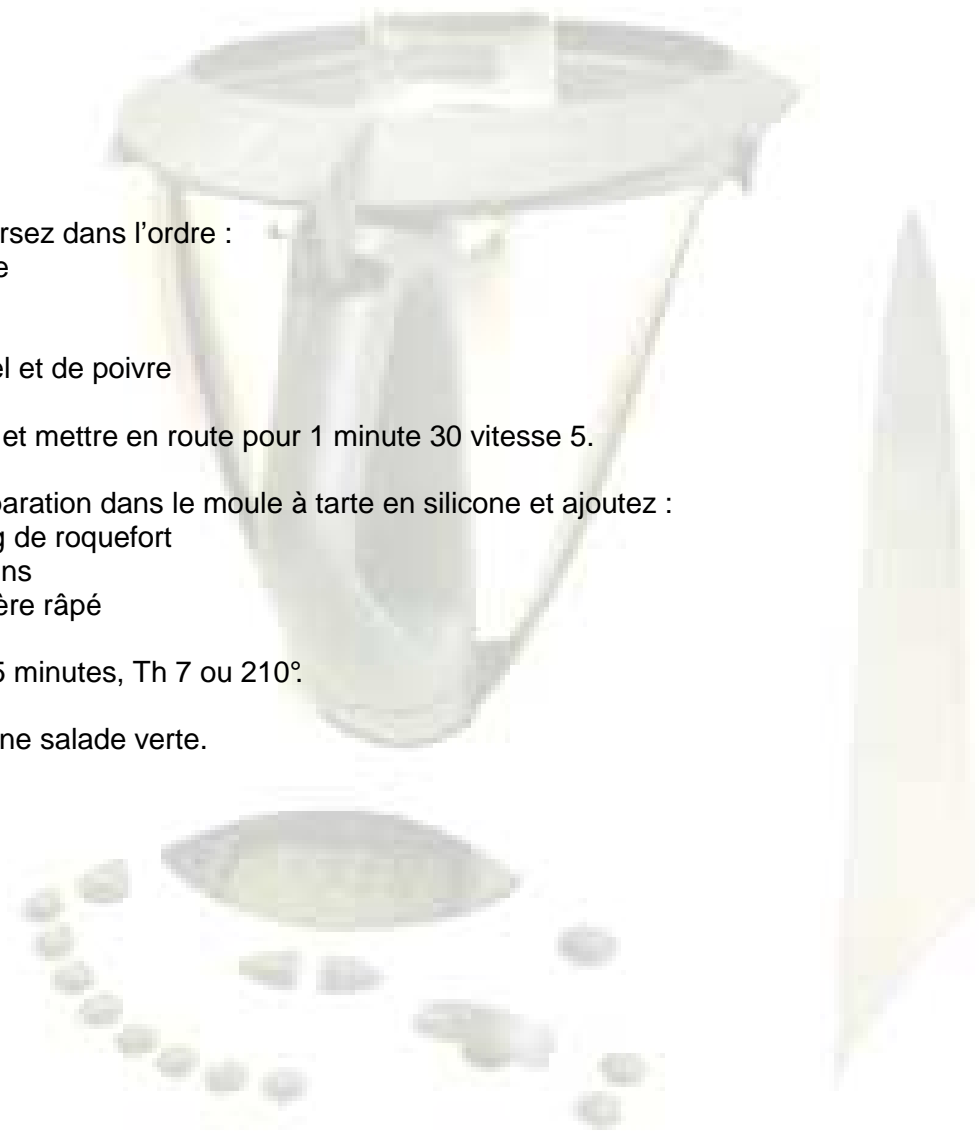 rsez dans l’ordre :
e
el et de poivre
et mettre en route pour 1 minute 30 vitesse 5.
paration dans le moule à tarte en silicone et ajoutez :
g de roquefort
ns
ère râpé
5 minutes, Th 7 ou 210°.
ne salade verte.